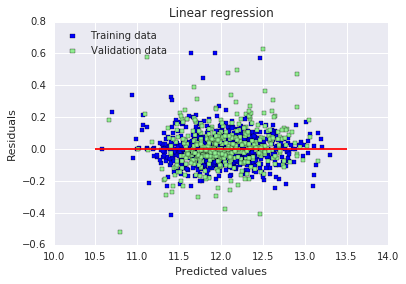 Linear regression
Training data
Validation data
Residuals
0.8
0.6
0.4
0.2
0.0
−0.2
−0.4
−0.6
10.0 10.5 11.0 11.5 12.0 12.5 13.0 13.5 14.0
Predicted values